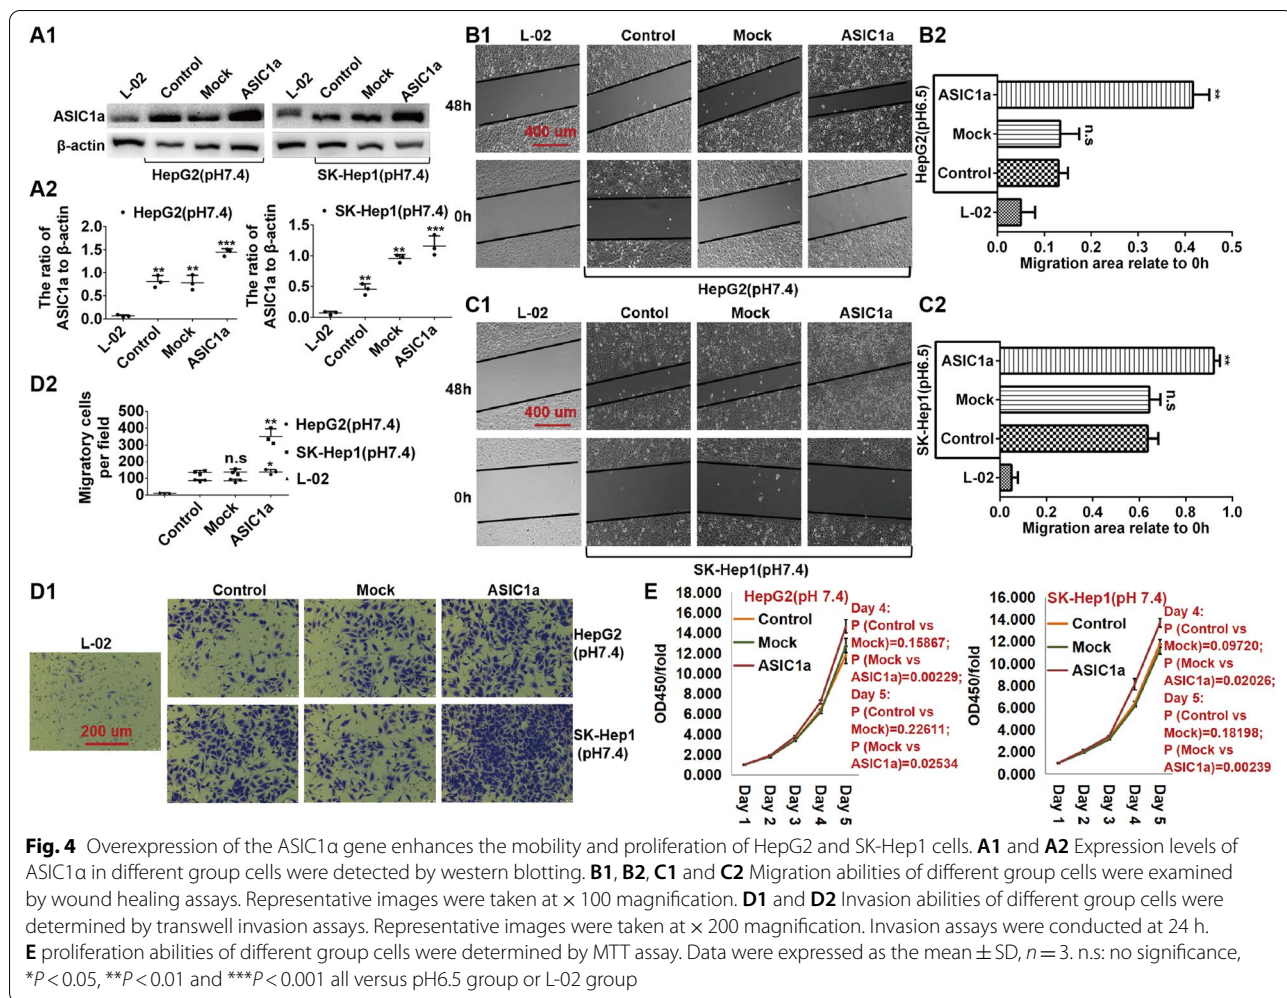 A1
L-02
Control
Mock
ASIC1a
L-02
Control
Mock
ASIC1a
ASIC1a
β-actin
HepG2(pH7.4)
SK-Hep1(pH7.4)
A2
HepG2(pH7.4)
The ratio of
ASIC1a to β-actin
2.0
1.5
1.0
0.5
0.0
**
**
***
L-02
Control
Mock
ASIC1a
SK-Hep1(pH7.4)
The ratio of
ASIC1a to β-actin
1.5
1.0
0.5
0.0
**
**
***
L-02
Control
Mock
ASIC1a
D2
Migratory cells
per field
500
400
300
200
100
0
n.s
**
*
HepG2(pH7.4)
SK-Hep1(pH7.4)
L-02
Control
Mock
ASIC1a
B1
L-02
Control
Mock
ASIC1a
48h
400 um
0h
HepG2(pH7.4)
B2
HepG2(pH6.5)
ASIC1a
Mock
Control
L-02
**
n.s
0.0
0.1
0.2
0.3
0.4
0.5
Migration area relate to 0h
C1
L-02
Contol
Mock
ASIC1a
48h
400 um
0h
SK-Hep1(pH7.4)
C2
SK-Hep1(pH6.5)
ASIC1a
Mock
Control
L-02
**
n.s
0.0
0.2
0.4
0.6
0.8
1.0
Migration area relate to 0h
D1
Control
Mock
ASIC1a
L-02
200 um
HepG2
(pH7.4)
SK-Hep1
(pH7.4)
E
HepG2(pH 7.4)
OD450/fold
18.000
16.000
14.000
12.000
10.000
8.000
6.000
4.000
2.000
0.000
Control
Mock
ASIC1a
Day 1
Day 2
Day 3
Day 4
Day 5
Day 4:
P (Control vs
Mock)=0.15867;
P (Mock vs
ASIC1a)=0.00229;
Day 5:
P (Control vs
Mock)=0.22611;
P (Mock vs
ASIC1a)=0.02534
SK-Hep1(pH 7.4)
OD450/fold
16.000
14.000
12.000
10.000
8.000
6.000
4.000
2.000
0.000
Control
Mock
ASIC1a
Day 1
Day 2
Day 3
Day 4
Day 5
Day 4:
P (Control vs
Mock)=0.09720;
P (Mock vs
ASIC1a)=0.02026;
Day 5:
P (Control vs
Mock)=0.18198;
P (Mock vs
ASIC1a)=0.00239
Fig. 4 Overexpression of the ASIC1α gene enhances the mobility and proliferation of HepG2 and SK-Hep1 cells. A1 and A2 Expression levels of
ASIC1α in different group cells were detected by western blotting. B1, B2, C1 and C2 Migration abilities of different group cells were examined
by wound healing assays. Representative images were taken at × 100 magnification. D1 and D2 Invasion abilities of different group cells were
determined by transwell invasion assays. Representative images were taken at × 200 magnification. Invasion assays were conducted at 24 h.
E proliferation abilities of different group cells were determined by MTT assay. Data were expressed as the mean ± SD, n = 3. n.s: no significance,
*P < 0.05, **P < 0.01 and ***P < 0.001 all versus pH6.5 group or L-02 group